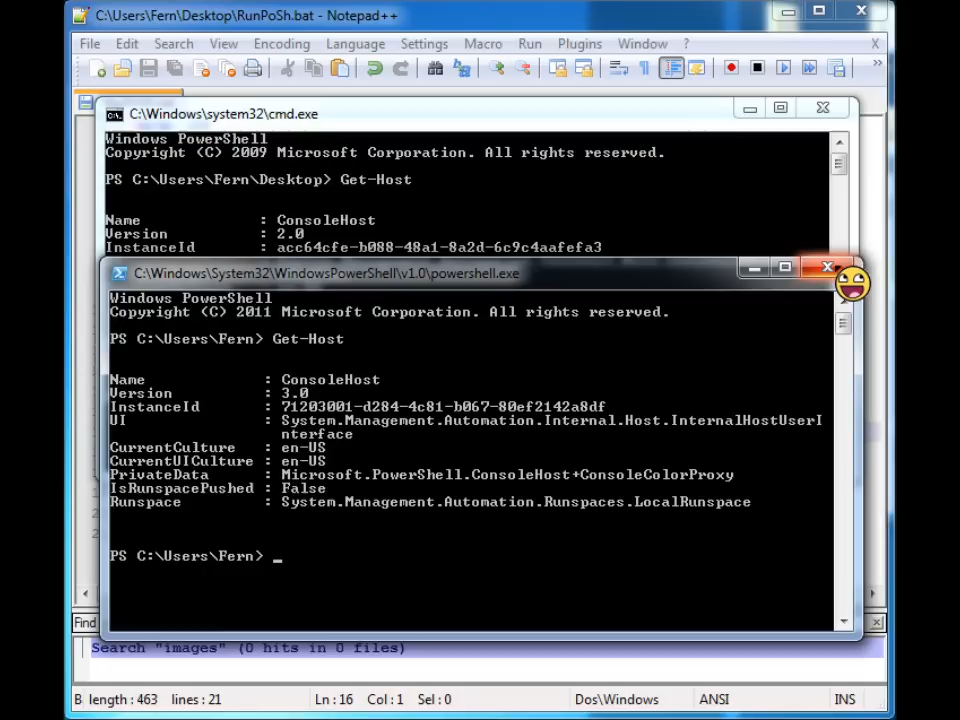 C:\Users\Fern\Desktop\RunPoSh.bat - Notepad++
File Edit Search View Encoding Language Settings Macro Run Plugins Window ? X
C:\Windows\system32\cmd.exe
Windows PowerShell
Copyright (C) 2009 Microsoft Corporation. All rights reserved.
PS C:\Users\Fern\Desktop> Get-Host
Name : ConsoleHost
Version : 2.0
InstanceId : acc64cfe-b088-48a1-8a2d-6c9c4aafefa3
C:\Windows\System32\WindowsPowerShell\v1.0\powershell.exe
Windows PowerShell
Copyright (C) 2011 Microsoft Corporation. All rights reserved.
PS C:\Users\Fern> Get-Host
Name : ConsoleHost
Version : 3.0
InstanceId : 71203001-d284-4c81-b067-80ef2142a8df
UI : System.Management.Automation.Internal.Host.InternalHostUserI
nterface
CurrentCulture : en-US
CurrentUICulture : en-US
PrivateData : Microsoft.PowerShell.ConsoleHost+ConsoleColorProxy
IsRunspacePushed : False
Runspace : System.Management.Automation.Runspaces.LocalRunspace
PS C:\Users\Fern> _
Find
Search "images" (0 hits in 0 files)
B length : 463 lines : 21 Ln : 16 Col : 1 Sel : 0 Dos\Windows ANSI INS